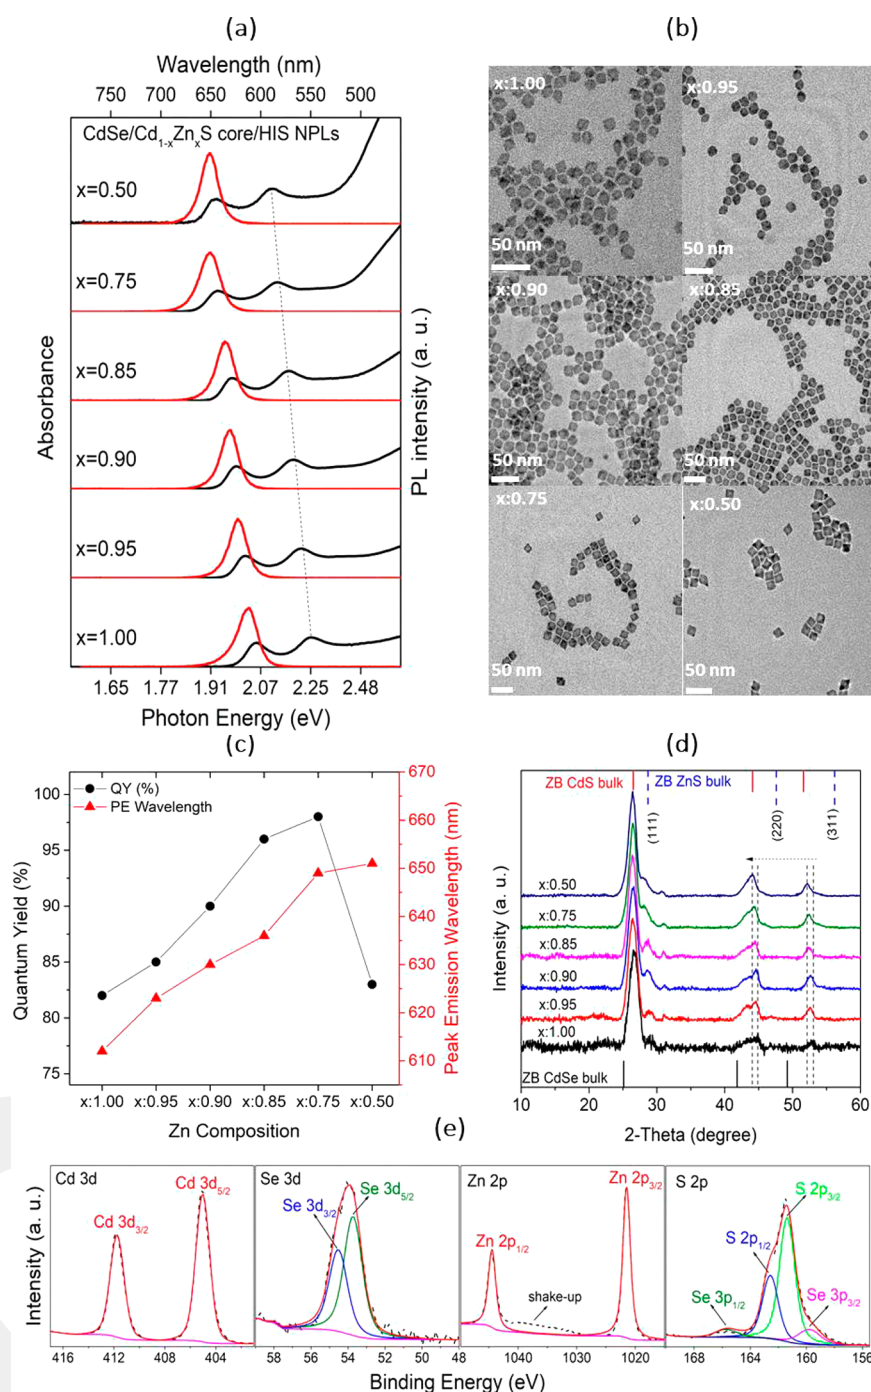 (a)
Wavelength (nm)
750 700 650 600 550 500
CdSe/Cd1-xZnxS core/HIS NPLs
x=0.50
x=0.75
x=0.85
x=0.90
x=0.95
x=1.00
Absorbance
PL intensity (a. u.)
1.65 1.77 1.91 2.07 2.25 2.48
Photon Energy (eV)
(b)
x:1.00
50 nm
x:0.95
50 nm
x:0.90
50 nm
x:0.85
50 nm
x:0.75
50 nm
x:0.50
50 nm
(c)
QY (%)
PE Wavelength
Quantum Yield (%)
100
95
90
85
80
75
Peak Emission Wavelength (nm)
670
660
650
640
630
620
610
x:1.00 x:0.95 x:0.90 x:0.85 x:0.75 x:0.50
Zn Composition
(d)
ZB CdS bulk
ZB ZnS bulk
(111)
(220)
(311)
x:0.50
x:0.75
x:0.85
x:0.90
x:0.95
x:1.00
ZB CdSe bulk
Intensity (a. u.)
10 20 30 40 50 60
2-Theta (degree)
(e)
Intensity (a. u.)
Cd 3d
Cd 3d5/2
Cd 3d3/2
416 412 408 404
Se 3d
Se 3d5/2
Se 3d3/2
58 56 54 52 50 48
Zn 2p
Zn 2p3/2
Zn 2p1/2
shake-up
1040 1030 1020
S 2p
S 2p3/2
S 2p1/2
Se 3p1/2
Se 3p3/2
168 164 160 156
Binding Energy (eV)